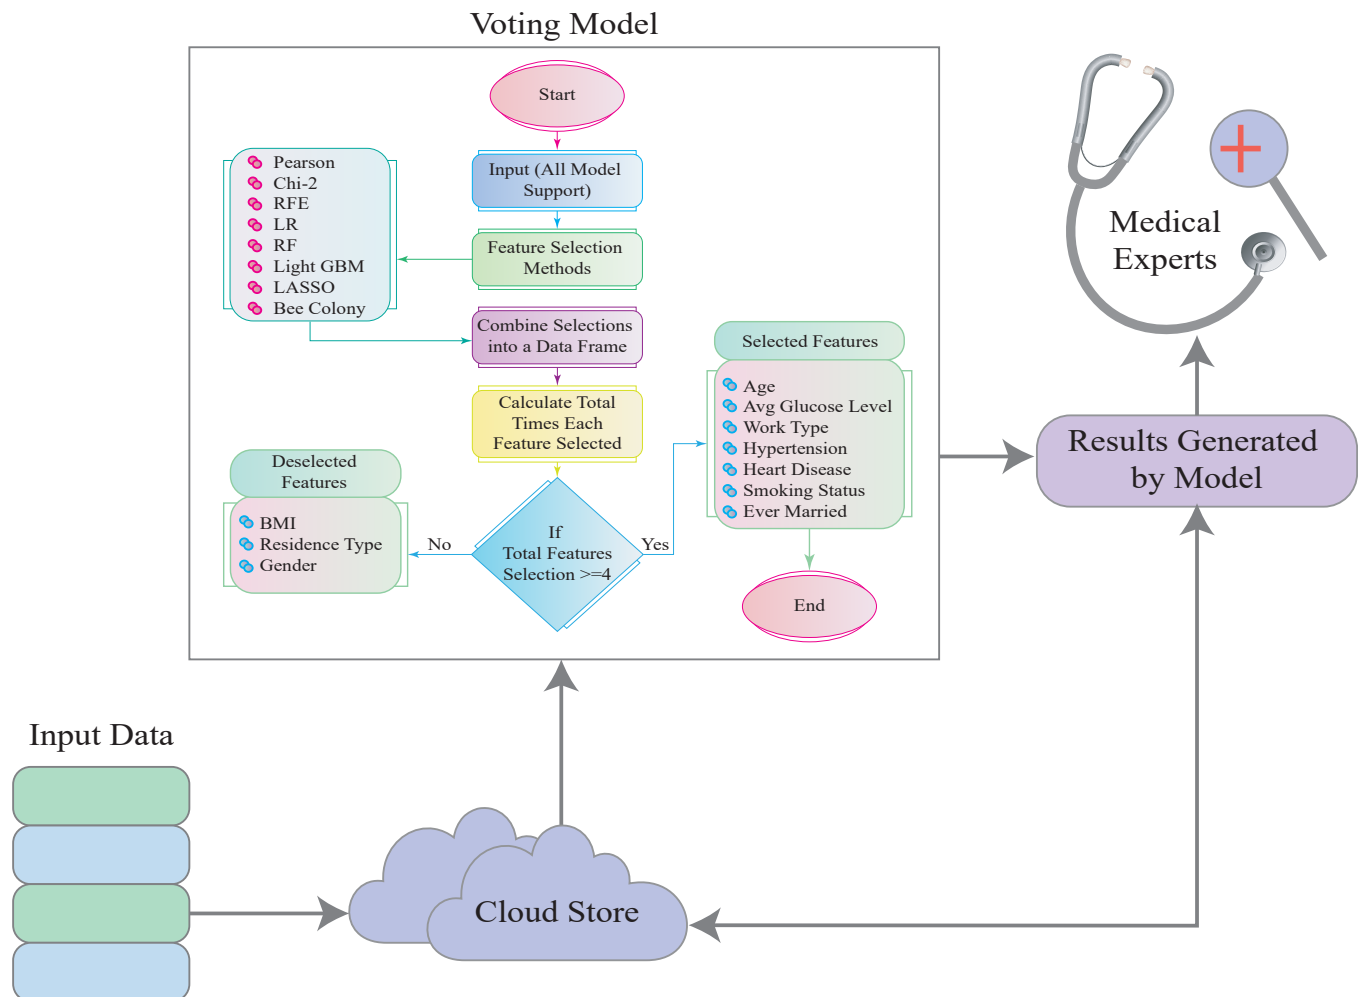 Voting Model
Start
Input (All Model
Support)
Feature Selection
Methods
Pearson
Chi-2
RFE
LR
RF
Light GBM
LASSO
Bee Colony
Combine Selections
into a Data Frame
Calculate Total
Times Each
Feature Selected
If
Total Features
Selection >=4
No
Yes
Deselected
Features
BMI
Residence Type
Gender
Selected Features
Age
Avg Glucose Level
Work Type
Hypertension
Heart Disease
Smoking Status
Ever Married
End
Medical
Experts
Results Generated
by Model
Input Data
Cloud Store